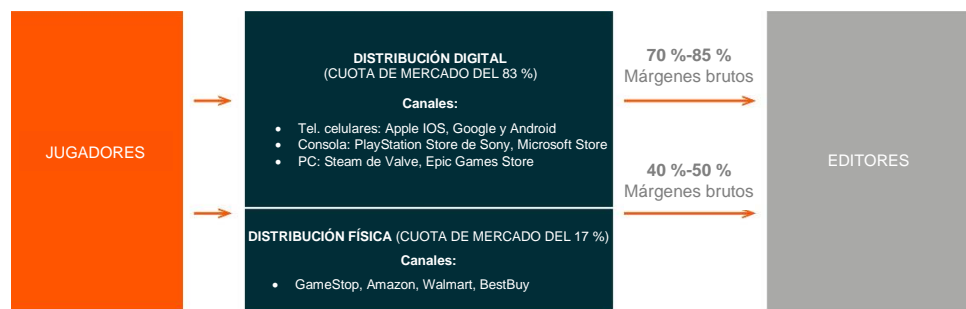 JUGADORES
DISTRIBUCIÓN DIGITAL
(CUOTA DE MERCADO DEL 83 %)
Canales:
• Tel. celulares: Apple IOS, Google y Android
• Consola: PlayStation Store de Sony, Microsoft Store
• PC: Steam de Valve, Epic Games Store
DISTRIBUCIÓN FÍSICA (CUOTA DE MERCADO DEL 17 %)
Canales:
• GameStop, Amazon, Walmart, BestBuy
70 %-85 %
Márgenes brutos
40 %-50 %
Márgenes brutos
EDITORES